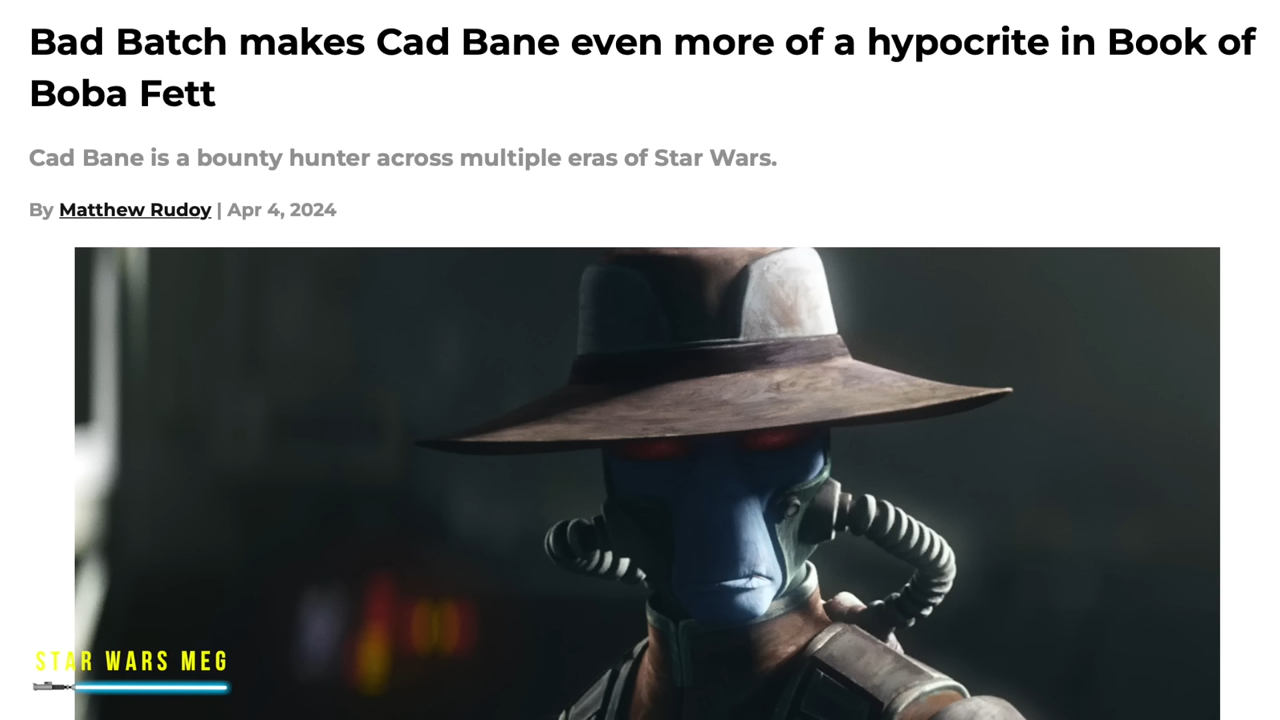 Bad Batch makes Cad Bane even more of a hypocrite in Book of
Boba Fett
Cad Bane is a bounty hunter across multiple eras of Star Wars.
By Matthew Rudoy | Apr 4, 2024
STAR WARS MEG